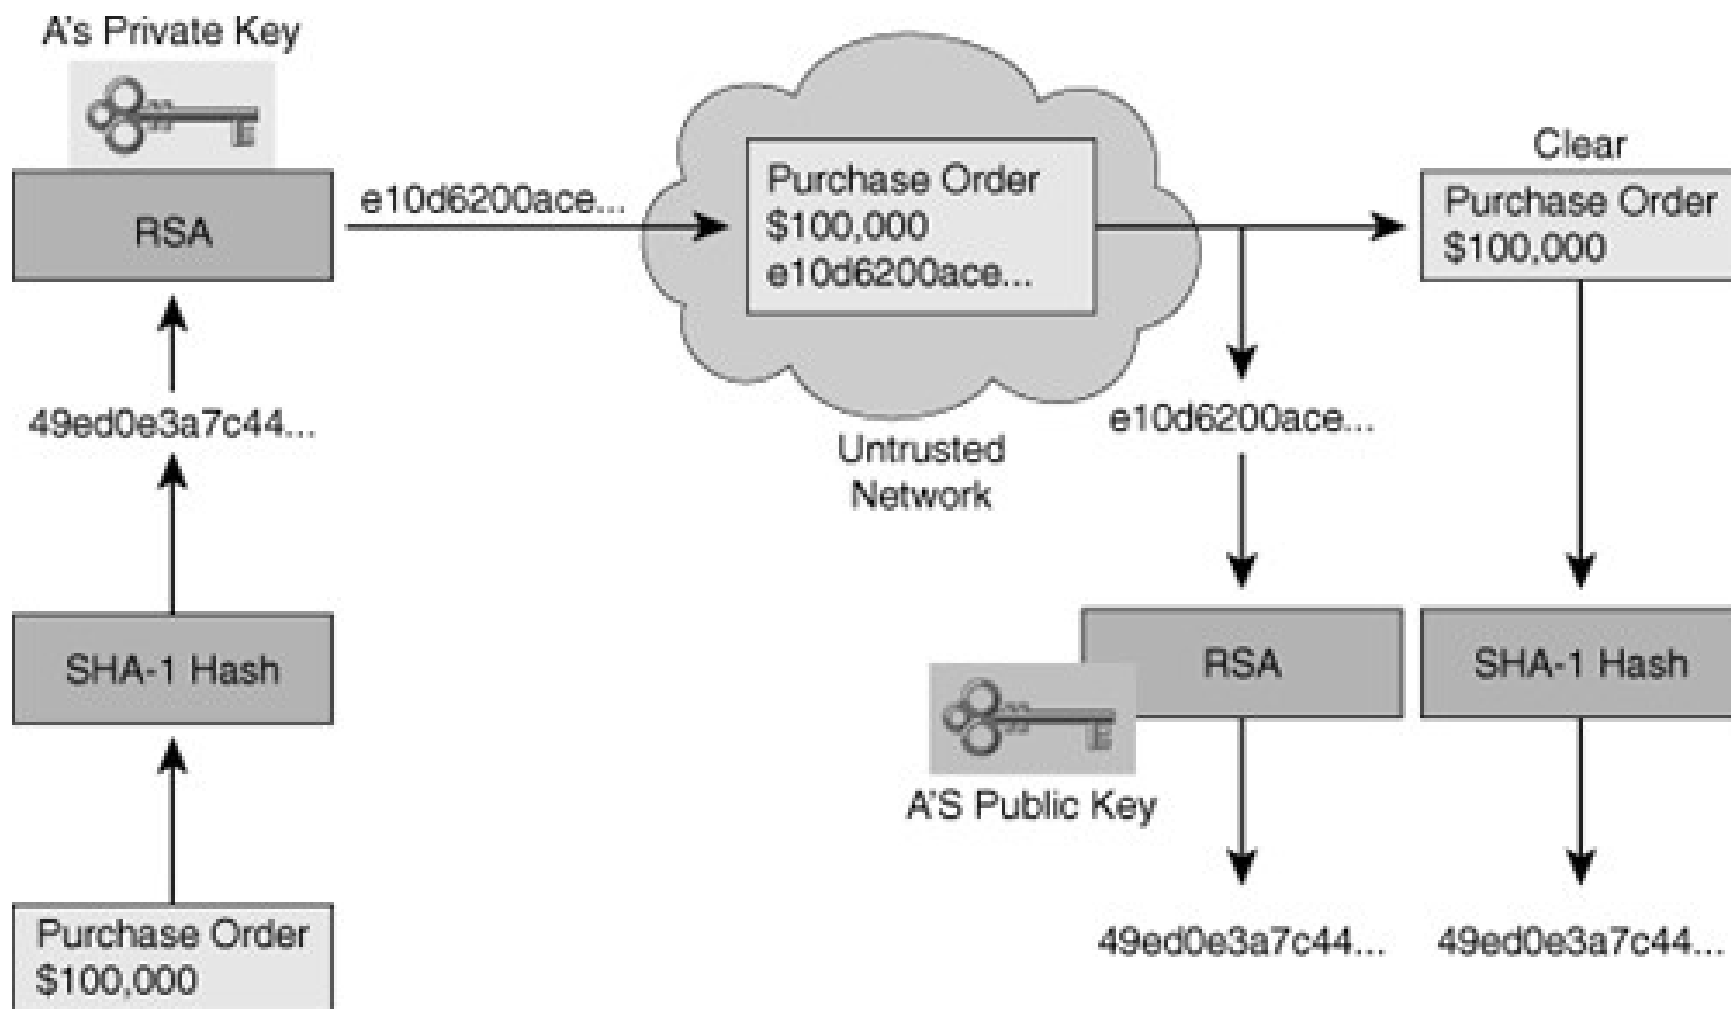 A's Private Key
RSA
e10d6200ace...
49ed0e3a7c44...
SHA-1 Hash
Purchase Order
$100,000
Purchase Order
$100,000
e10d6200ace...
Untrusted
Network
Clear
Purchase Order
$100,000
e10d6200ace...
RSA
SHA-1 Hash
A'S Public Key
49ed0e3a7c44...
49ed0e3a7c44...